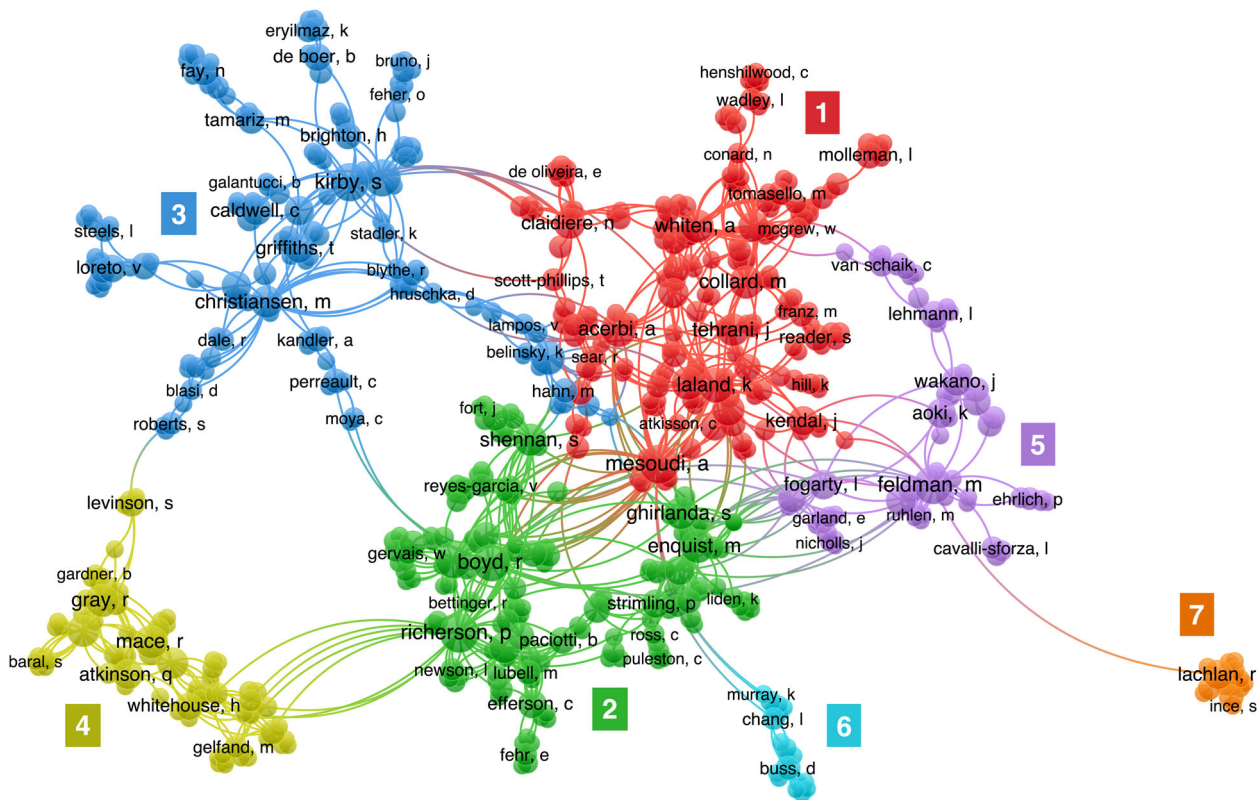 eryilmaz, k
de boer, b
bruno, j
fay, n
feher, o
tamariz, m
brighton, h
galantucci, b
kirby, s
caldwell, c
3
steels, l
griffiths, t
stadler, k
loreto, v
blythe, r
christiansen, m
hruschka, d
dale, r
kandler, a
lampos, v
belinsky, k
blasi, d
perreault, c
hahn, m
roberts, s
moya, c
henshilwood, c
wadley, l
1
conard, n
molleman, l
de oliveira, e
tomasello, m
claidiere, n
whiten, a
mcgrew, w
scott-phillips, t
collard, m
acerbi, a
tehrani, j
franz, m
reader, s
sear, r
laland, k
hill, k
atkisson, c
kendal, j
mesoudi, a
van schaik, c
lehmann, l
wakano, j
aoki, k
5
fogarty, l
feldman, m
ehrlich, p
garland, e
ruhlen, m
nicholls, j
cavalli-sforza, l
fort, j
shennan, s
reyes-garcia, v
ghirlanda, s
gervais, w
boyd, r
enquist, m
bettinger, r
strimling, p
liden, k
richerson, p
paciotti, b
ross, c
puleston, c
newson, l
lubell, m
efferson, c
2
fehr, e
levinson, s
gardner, b
gray, r
mace, r
baral, s
atkinson, q
whitehouse, h
4
gelfand, m
murray, k
chang, l
6
buss, d
7
lachlan, r
ince, s